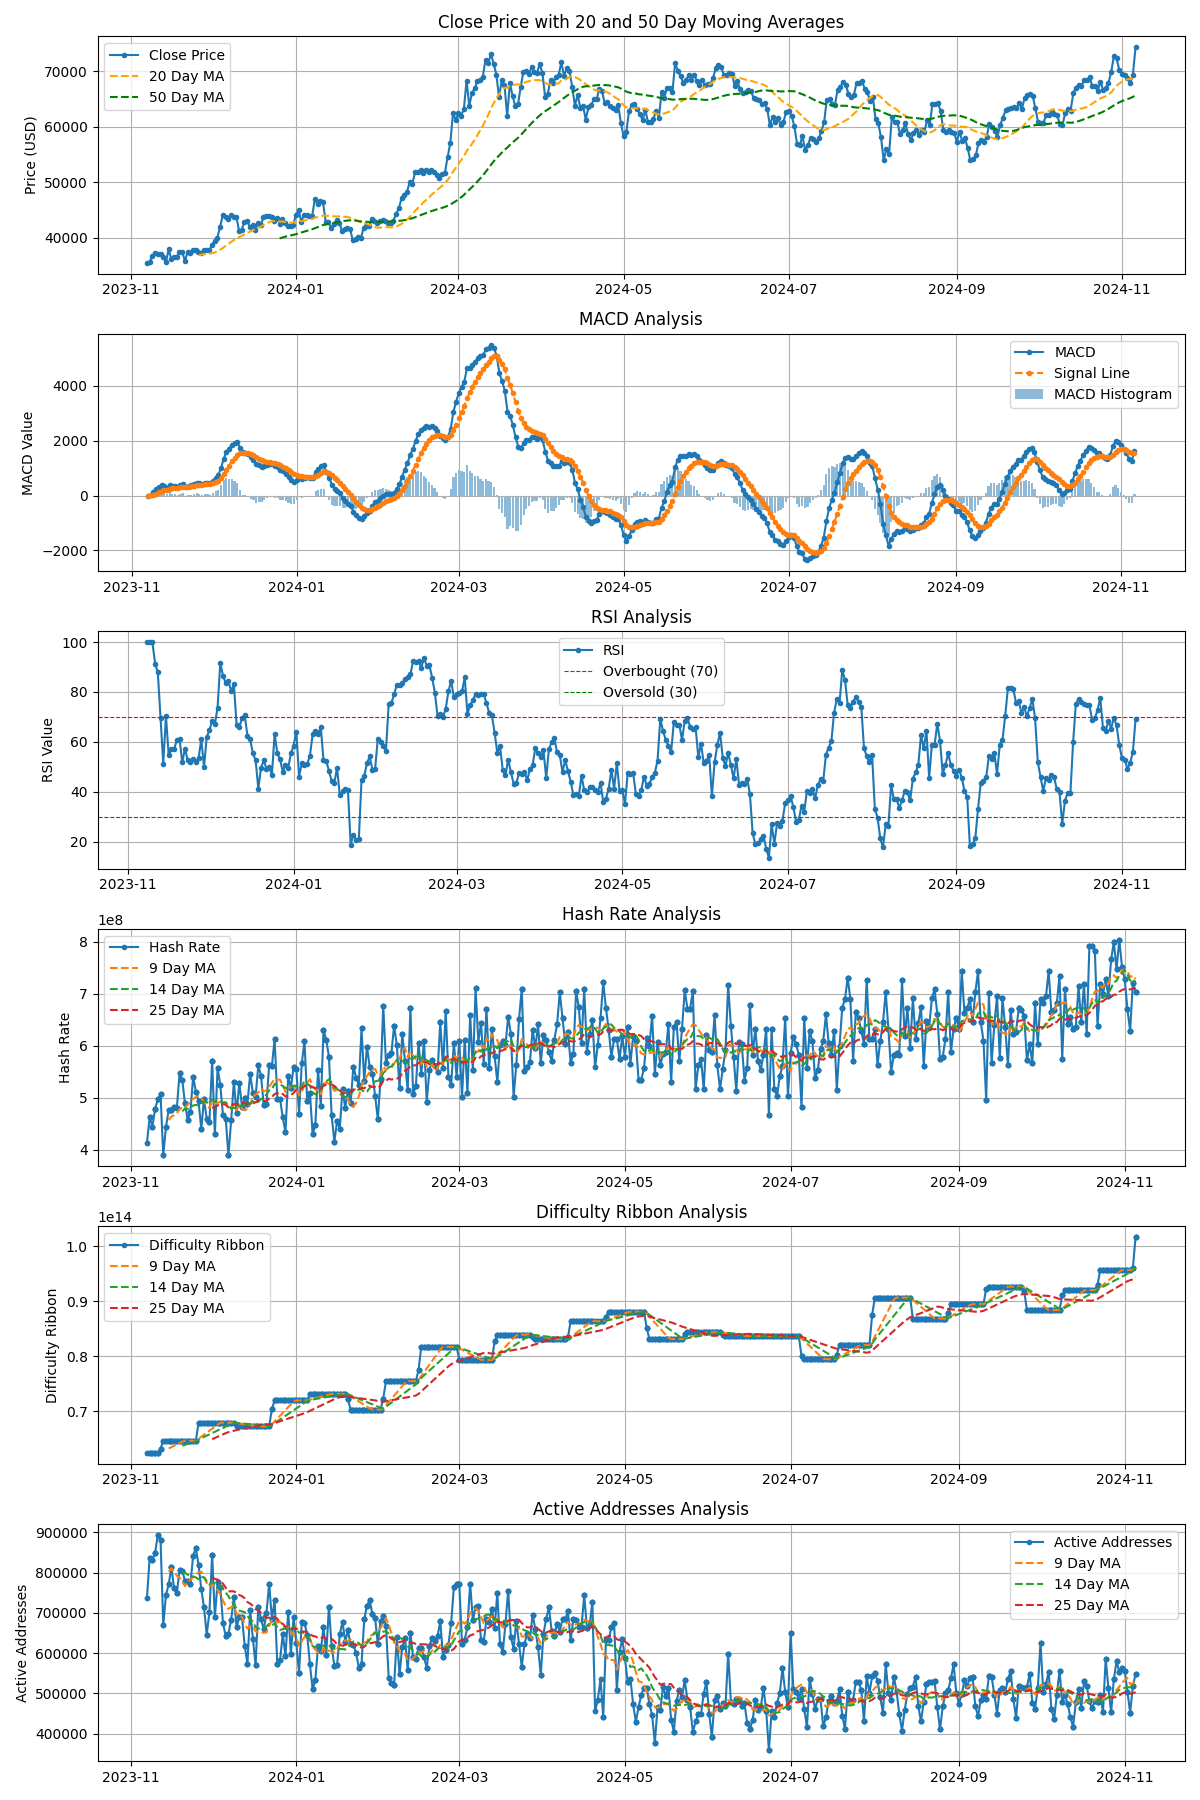 Close Price with 20 and 50 Day Moving Averages
Close Price
20 Day MA
50 Day MA
Price (USD)
70000
60000
50000
40000
2023-11 2024-01 2024-03 2024-05 2024-07 2024-09 2024-11
MACD Analysis
MACD
Signal Line
MACD Histogram
MACD Value
4000
2000
0
−2000
2023-11 2024-01 2024-03 2024-05 2024-07 2024-09 2024-11
RSI Analysis
RSI
Overbought (70)
Oversold (30)
RSI Value
100
80
60
40
20
2023-11 2024-01 2024-03 2024-05 2024-07 2024-09 2024-11
Hash Rate Analysis
1e8
Hash Rate
9 Day MA
14 Day MA
25 Day MA
Hash Rate
8
7
6
5
4
2023-11 2024-01 2024-03 2024-05 2024-07 2024-09 2024-11
Difficulty Ribbon Analysis
1e14
Difficulty Ribbon
9 Day MA
14 Day MA
25 Day MA
Difficulty Ribbon
1.0
0.9
0.8
0.7
2023-11 2024-01 2024-03 2024-05 2024-07 2024-09 2024-11
Active Addresses Analysis
Active Addresses
9 Day MA
14 Day MA
25 Day MA
Active Addresses
900000
800000
700000
600000
500000
400000
2023-11 2024-01 2024-03 2024-05 2024-07 2024-09 2024-11